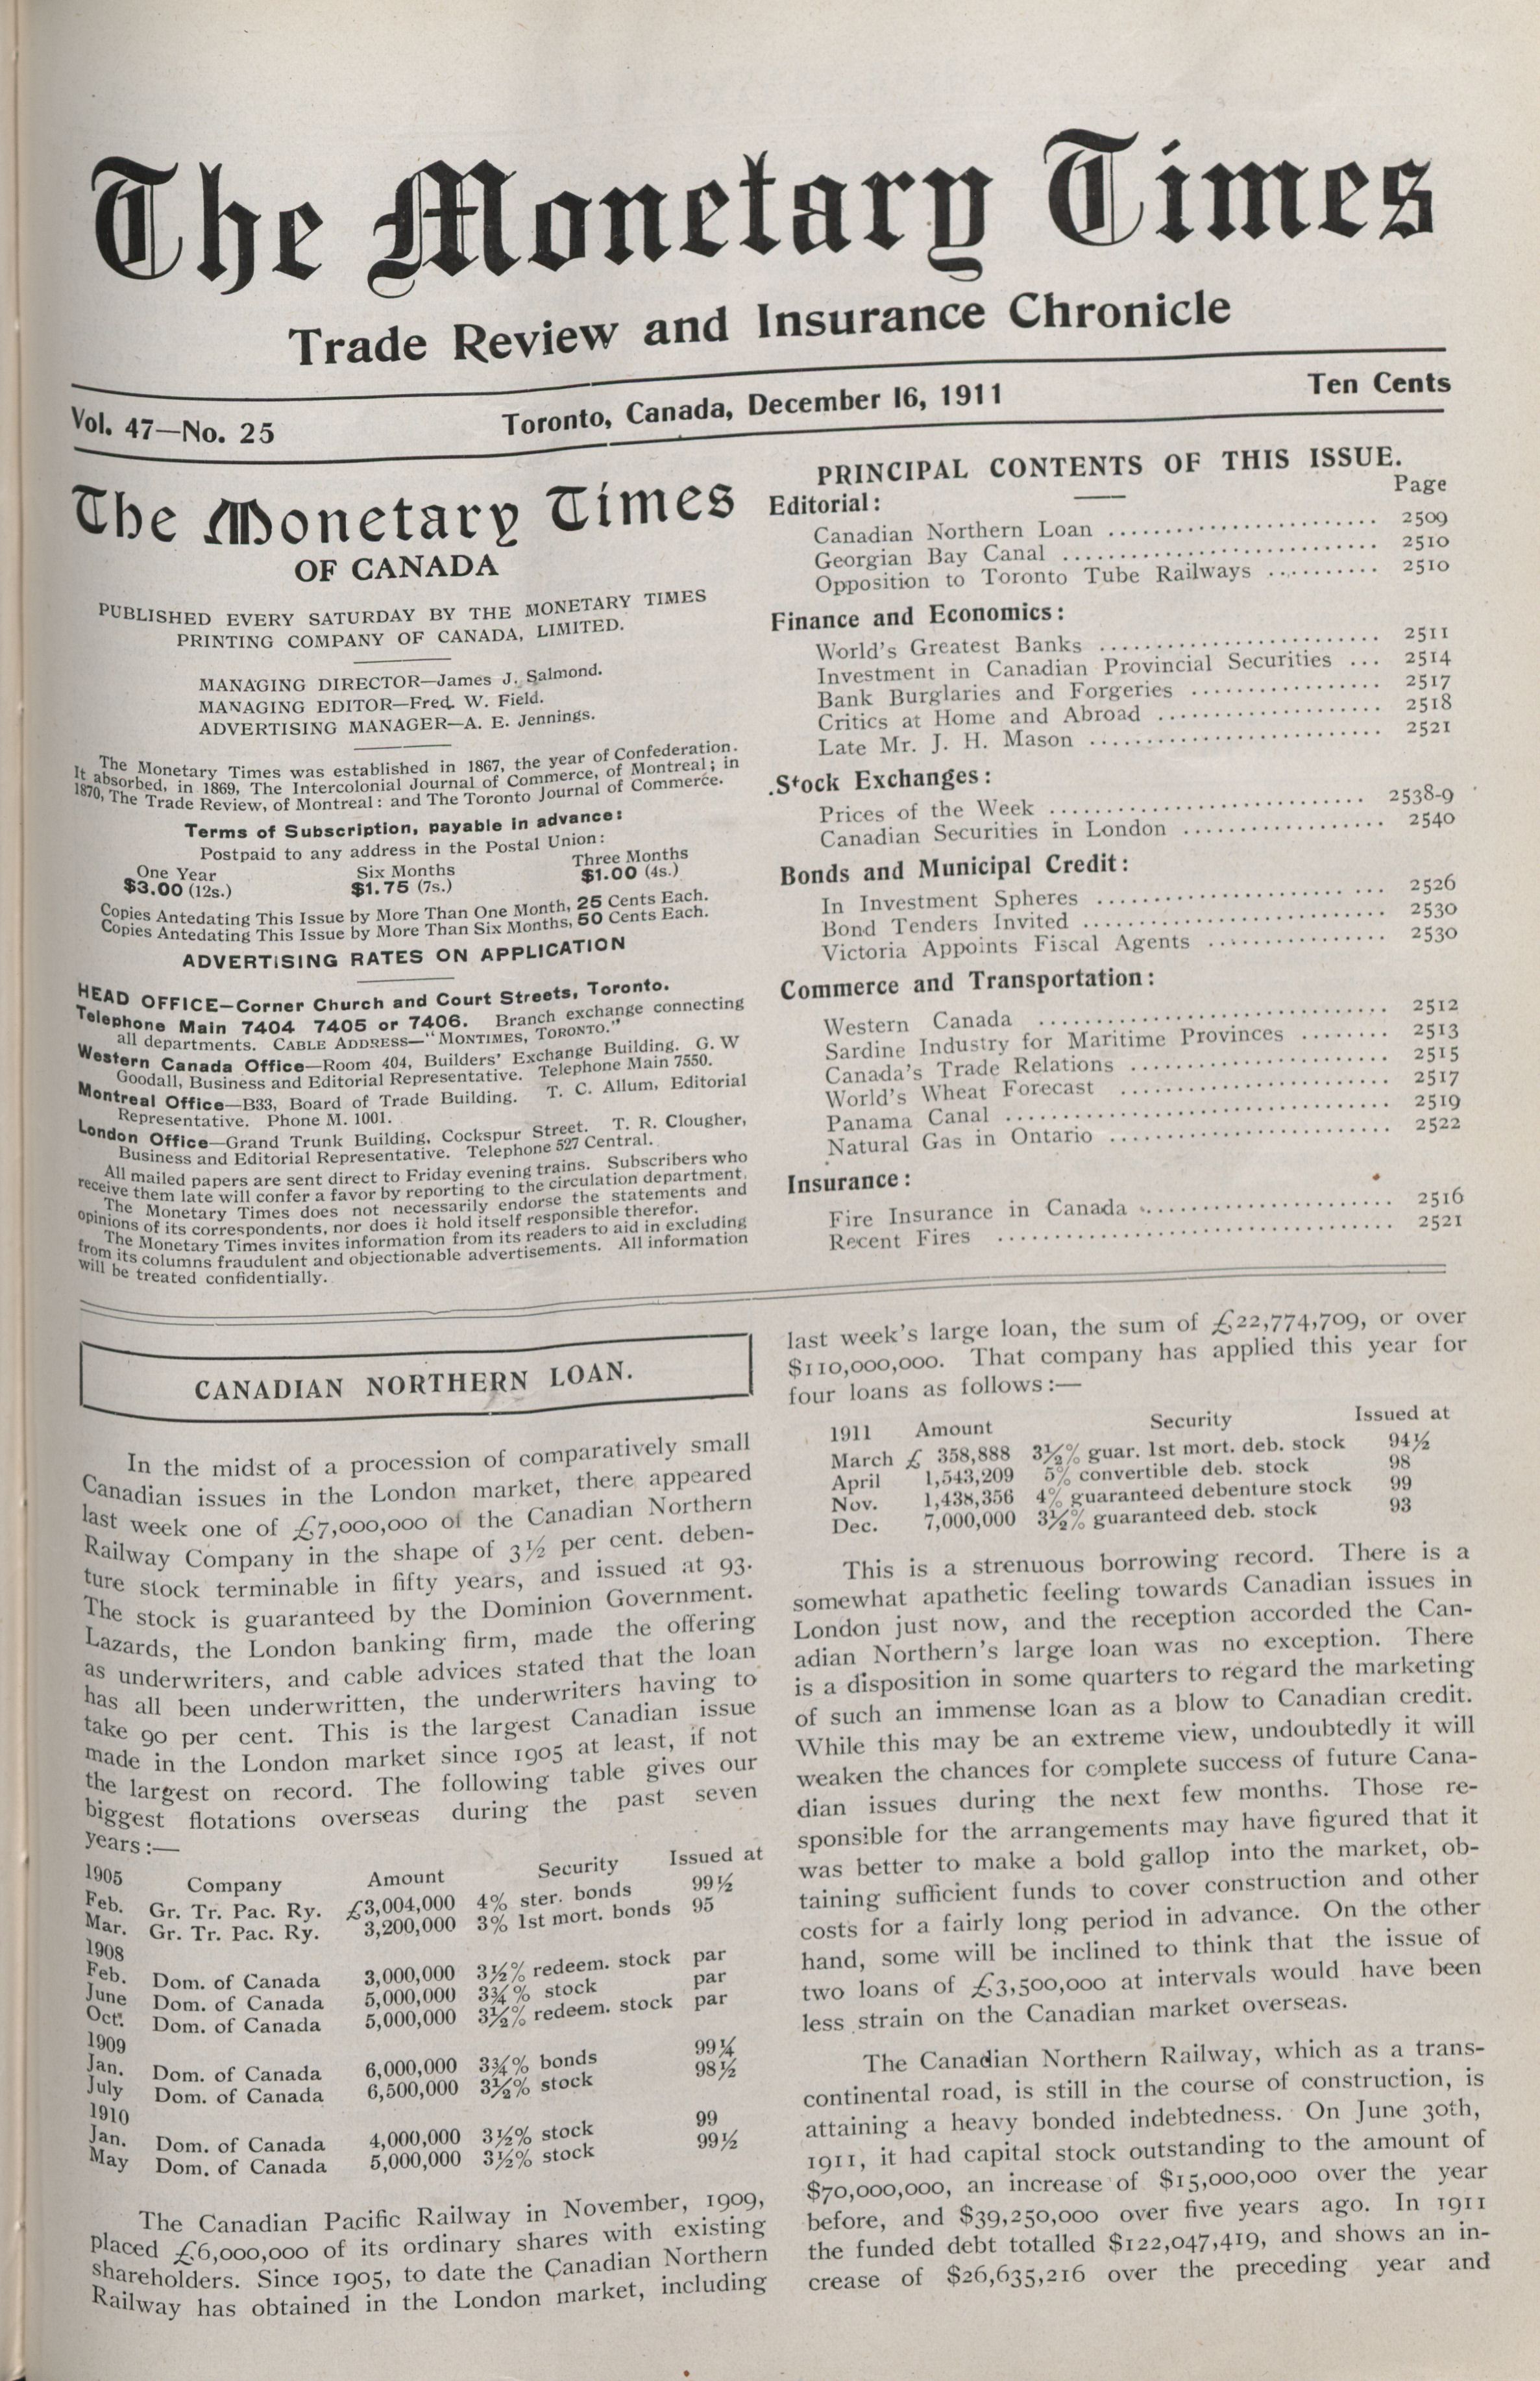 The Monetary Times
Trade Review and Insurance Chronicle
Vol. 47—No. 25 Toronto, Canada, December 16, 1911 Ten Cents
The Monetary Times
OF CANADA
PUBLISHED EVERY SATURDAY BY THE MONETARY TIMES
PRINTING COMPANY OF CANADA, LIMITED.
MANAGING DIRECTOR—James J. Salmond.
MANAGING EDITOR—Fred. W. Field.
ADVERTISING MANAGER—A. E. Jennings.
The Monetary Times was established in 1867, the year of Confederation.
It absorbed, in 1869, The Intercolonial Journal of Commerce, of Montreal; in
1870, The Trade Review, of Montreal: and The Toronto Journal of Commerce.
Terms of Subscription, payable in advance:
Postpaid to any address in the Postal Union:
One Year Six Months Three Months
$3.00 (12s.) $1.75 (7s.) $1.00 (4s.)
Copies Antedating This Issue by More Than One Month, 25 Cents Each.
Copies Antedating This Issue by More Than Six Months, 50 Cents Each.
ADVERTISING RATES ON APPLICATION
HEAD OFFICE—Corner Church and Court Streets, Toronto.
Telephone Main 7404 7405 or 7406. Branch exchange connecting
all departments. CABLE ADDRESS—"MONTIMES, TORONTO."
Western Canada Office—Room 404, Builders' Exchange Building. G. W
Goodall, Business and Editorial Representative. Telephone Main 7550.
Montreal Office—B33, Board of Trade Building. T. C. Allum, Editorial
Representative. Phone M. 1001.
London Office—Grand Trunk Building, Cockspur Street. T. R. Clougher,
Business and Editorial Representative. Telephone 527 Central.
All mailed papers are sent direct to Friday evening trains. Subscribers who
receive them late will confer a favor by reporting to the circulation department.
The Monetary Times does not necessarily endorse the statements and
opinions of its correspondents, nor does it hold itself responsible therefor.
The Monetary Times invites information from its readers to aid in excluding
from its columns fraudulent and objectionable advertisements. All information
will be treated confidentially.
PRINCIPAL CONTENTS OF THIS ISSUE.
Page
Editorial:
Canadian Northern Loan ........................ 2509
Georgian Bay Canal ............................ 2510
Opposition to Toronto Tube Railways .......... 2510
Finance and Economics:
World's Greatest Banks ........................ 2511
Investment in Canadian Provincial Securities ... 2514
Bank Burglaries and Forgeries ................ 2517
Critics at Home and Abroad .................... 2518
Late Mr. J. H. Mason .......................... 2521
Stock Exchanges:
Prices of the Week ............................ 2538-9
Canadian Securities in London .................. 2540
Bonds and Municipal Credit:
In Investment Spheres .......................... 2526
Bond Tenders Invited .......................... 2530
Victoria Appoints Fiscal Agents ................ 2530
Commerce and Transportation:
Western Canada ................................ 2512
Sardine Industry for Maritime Provinces ........ 2513
Canada's Trade Relations ...................... 2515
World's Wheat Forecast ........................ 2517
Panama Canal .................................. 2519
Natural Gas in Ontario ........................ 2522
Insurance:
Fire Insurance in Canada ...................... 2516
Recent Fires .................................. 2521
CANADIAN NORTHERN LOAN.
In the midst of a procession of comparatively small
Canadian issues in the London market, there appeared
last week one of £7,000,000 of the Canadian Northern
Railway Company in the shape of 3½ per cent. deben-
ture stock terminable in fifty years, and issued at 93.
The stock is guaranteed by the Dominion Government.
Lazards, the London banking firm, made the offering
as underwriters, and cable advices stated that the loan
has all been underwritten, the underwriters having to
take 90 per cent. This is the largest Canadian issue
made in the London market since 1905 at least, if not
the largest on record. The following table gives our
biggest flotations overseas during the past seven
years:—
1905 Company Amount Security Issued at
Feb. Gr. Tr. Pac. Ry. £3,004,000 4% ster. bonds 99½
Mar. Gr. Tr. Pac. Ry. 3,200,000 3% 1st mort. bonds 95
1908
Feb. Dom. of Canada 3,000,000 3½% redeem. stock par
June Dom. of Canada 5,000,000 3¾% stock par
Oct. Dom. of Canada 5,000,000 3½% redeem. stock par
1909
Jan. Dom. of Canada 6,000,000 3¾% bonds 99¼
July Dom. of Canada 6,500,000 3½% stock 98½
1910
Jan. Dom. of Canada 4,000,000 3½% stock 99
May Dom. of Canada 5,000,000 3½% stock 99½
The Canadian Pacific Railway in November, 1909,
placed £6,000,000 of its ordinary shares with existing
shareholders. Since 1905, to date the Canadian Northern
Railway has obtained in the London market, including
last week's large loan, the sum of £22,774,709, or over
$110,000,000. That company has applied this year for
four loans as follows:—
1911 Amount Security Issued at
March £ 358,888 3½% guar. 1st mort. deb. stock 94½
April 1,543,209 5% convertible deb. stock 98
Nov. 1,438,356 4% guaranteed debenture stock 99
Dec. 7,000,000 3½% guaranteed deb. stock 93
This is a strenuous borrowing record. There is a
somewhat apathetic feeling towards Canadian issues in
London just now, and the reception accorded the Can-
adian Northern's large loan was no exception. There
is a disposition in some quarters to regard the marketing
of such an immense loan as a blow to Canadian credit.
While this may be an extreme view, undoubtedly it will
weaken the chances for complete success of future Cana-
dian issues during the next few months. Those re-
sponsible for the arrangements may have figured that it
was better to make a bold gallop into the market, ob-
taining sufficient funds to cover construction and other
costs for a fairly long period in advance. On the other
hand, some will be inclined to think that the issue of
two loans of £3,500,000 at intervals would have been
less strain on the Canadian market overseas.
The Canadian Northern Railway, which as a trans-
continental road, is still in the course of construction, is
attaining a heavy bonded indebtedness. On June 30th,
1911, it had capital stock outstanding to the amount of
$70,000,000, an increase of $15,000,000 over the year
before, and $39,250,000 over five years ago. In 1911
the funded debt totalled $122,047,419, and shows an in-
crease of $26,635,216 over the preceding year and